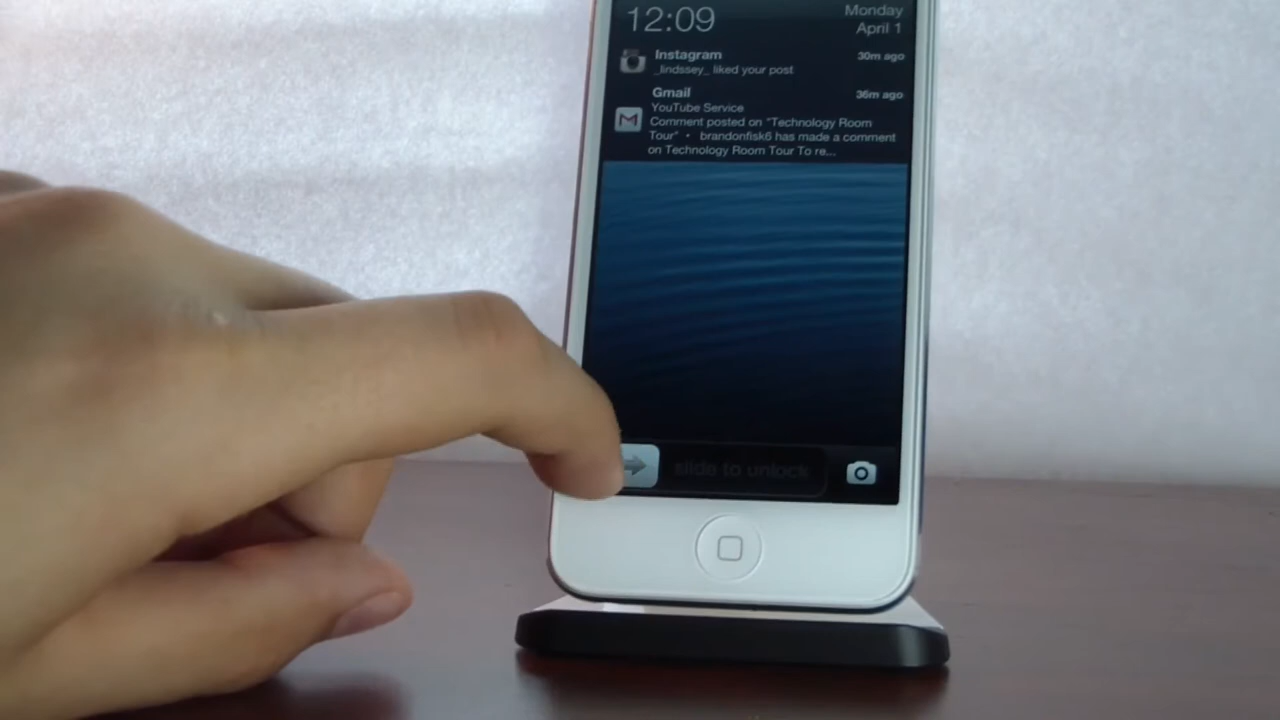 12:09
Monday
April 1
Instagram
30m ago
_lindssey_ liked your post
Gmail
36m ago
YouTube Service
Comment posted on "Technology Room
Tour" • brandonfisk6 has made a comment
on Technology Room Tour To re...
slide to unlock